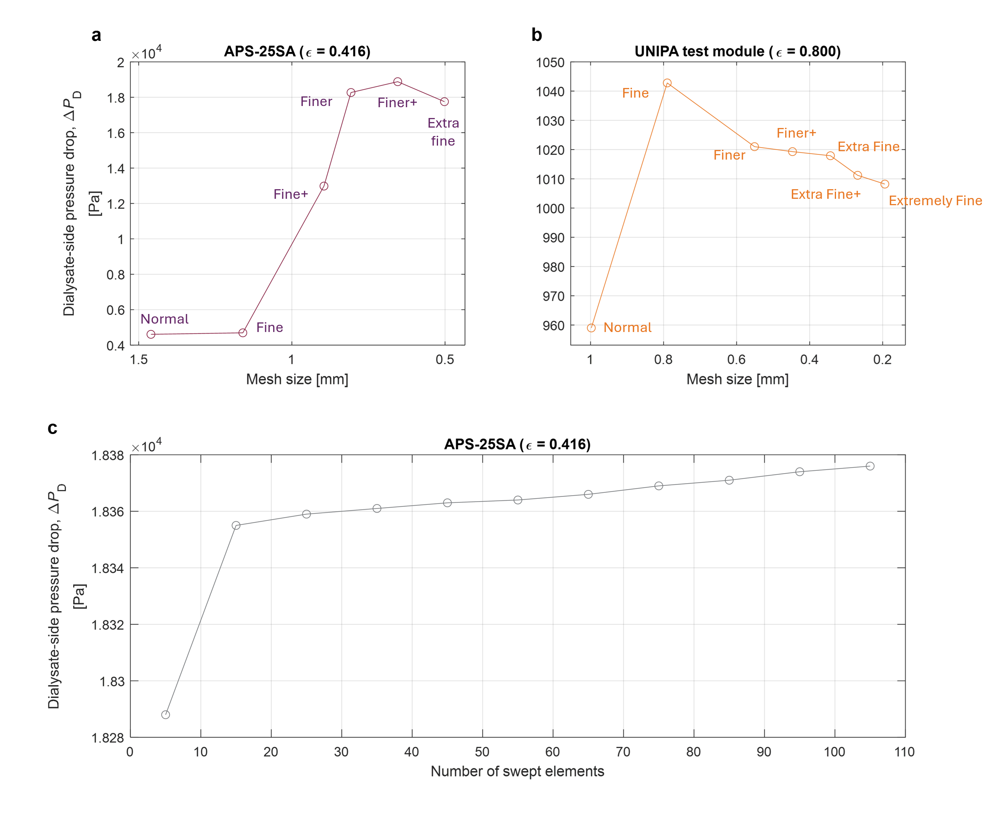 a
APS-25SA (ϵ = 0.416)
×10⁴
2
1.8
1.6
1.4
1.2
1
0.8
0.6
0.4
Dialysate-side pressure drop, ΔP_D
[Pa]
Normal
Fine
Fine+
Finer
Finer+
Extra
fine
1.5
1
0.5
Mesh size [mm]
b
UNIPA test module (ϵ = 0.800)
1050
1040
1030
1020
1010
1000
990
980
970
960
Normal
Fine
Finer
Finer+
Extra Fine
Extra Fine+
Extremely Fine
1
0.8
0.6
0.4
0.2
Mesh size [mm]
c
APS-25SA (ϵ = 0.416)
×10⁴
1.838
1.836
1.834
1.832
1.83
1.828
Dialysate-side pressure drop, ΔP_D
[Pa]
0
10
20
30
40
50
60
70
80
90
100
110
Number of swept elements